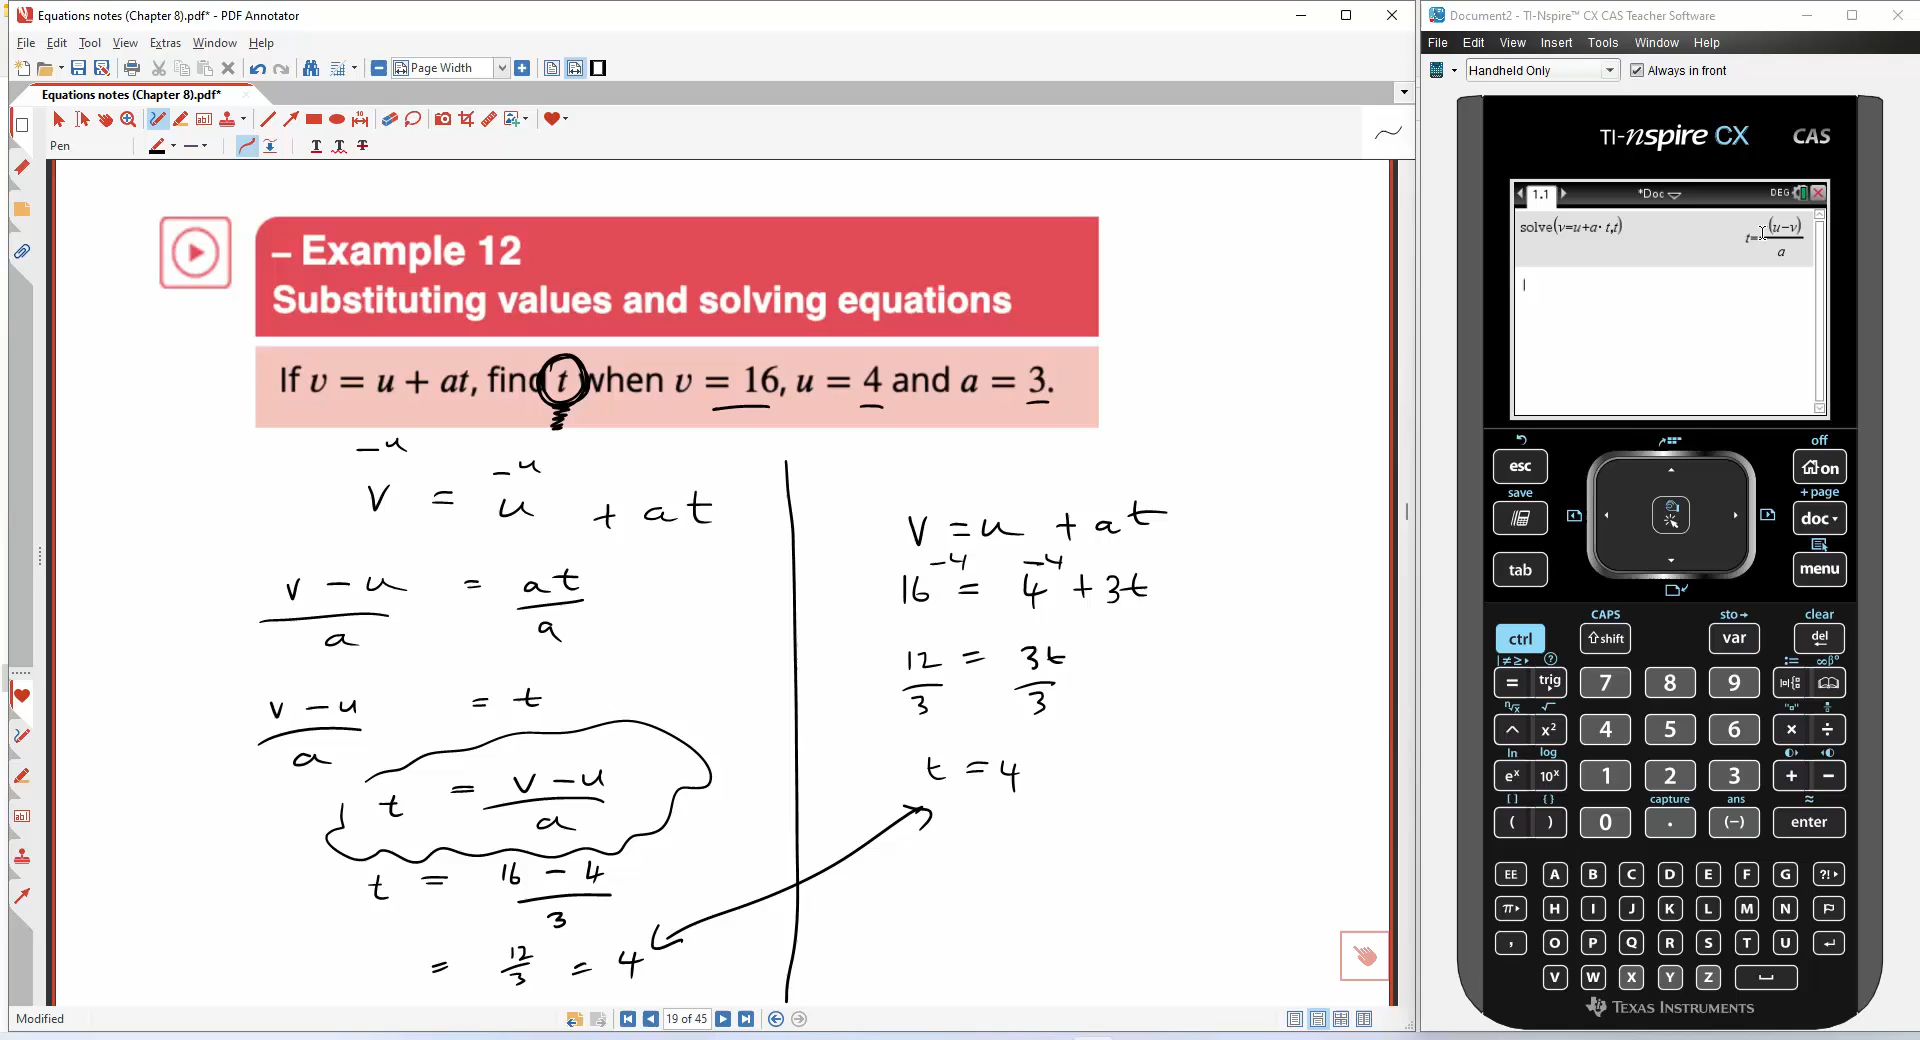 Equations notes (Chapter 8).pdf* - PDF Annotator
File Edit Tool View Extras Window Help
Page Width
Equations notes (Chapter 8).pdf*
Pen
– Example 12
Substituting values and solving equations
If v = u + at, find t when v = 16, u = 4 and a = 3.
-u -u
v = u + at
v - u = at
a a
v - u = t
a
t = v - u
a
t = 16 - 4
3
= 12/3 = 4
v = u + at
-4 -4
16 = 4 + 3t
12 = 3t
3 3
t = 4
Modified
19 of 45
Document2 - TI-Nspire™ CX CAS Teacher Software
File Edit View Insert Tools Window Help
Handheld Only Always in front
TI-nspire CX CAS
1.1 *Doc DEG
solve(v=u+a·t,t) t=(u-v)
a
off
esc on
save + page
doc
tab menu
CAPS sto→ clear
ctrl shift var del
|≠≥▸ ? := ∞β°
= trig 7 8 9
ⁿ√x √
^ x² 4 5 6 × ÷
ln log
eˣ 10ˣ 1 2 3 + −
[ ] { } capture ans ≈
( ) 0 . (−) enter
EE A B C D E F G ?!▸
π▸ H I J K L M N
, O P Q R S T U
V W X Y Z
TEXAS INSTRUMENTS